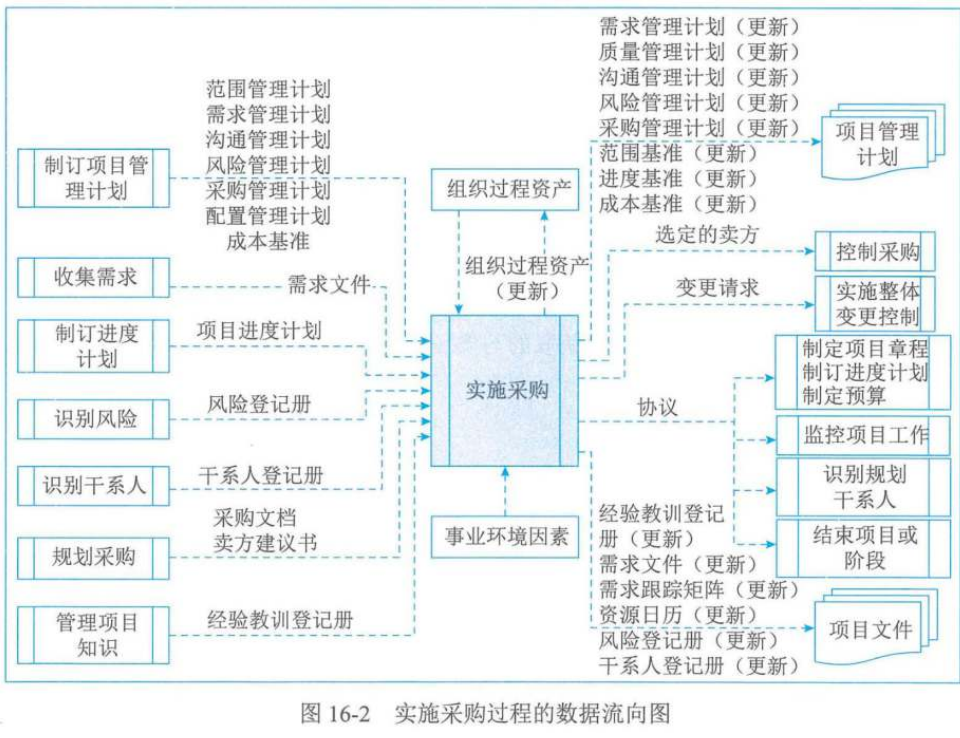 范围管理计划
需求管理计划
沟通管理计划
风险管理计划
采购管理计划
配置管理计划
成本基准
制订项目管
理计划
收集需求
需求文件
制订进度
计划
项目进度计划
识别风险
风险登记册
识别干系人
干系人登记册
规划采购
采购文档
卖方建议书
管理项目
知识
经验教训登记册
组织过程资产
组织过程资产
（更新）
实施采购
事业环境因素
需求管理计划（更新）
质量管理计划（更新）
沟通管理计划（更新）
风险管理计划（更新）
采购管理计划（更新）
范围基准（更新）
进度基准（更新）
成本基准（更新）
项目管理
计划
选定的卖方
控制采购
变更请求
实施整体
变更控制
协议
制定项目章程
制订进度计划
制定预算
监控项目工作
识别规划
干系人
结束项目或
阶段
经验教训登记
册（更新）
需求文件（更新）
需求跟踪矩阵（更新）
资源日历（更新）
风险登记册（更新）
干系人登记册（更新）
项目文件
图 16-2 实施采购过程的数据流向图